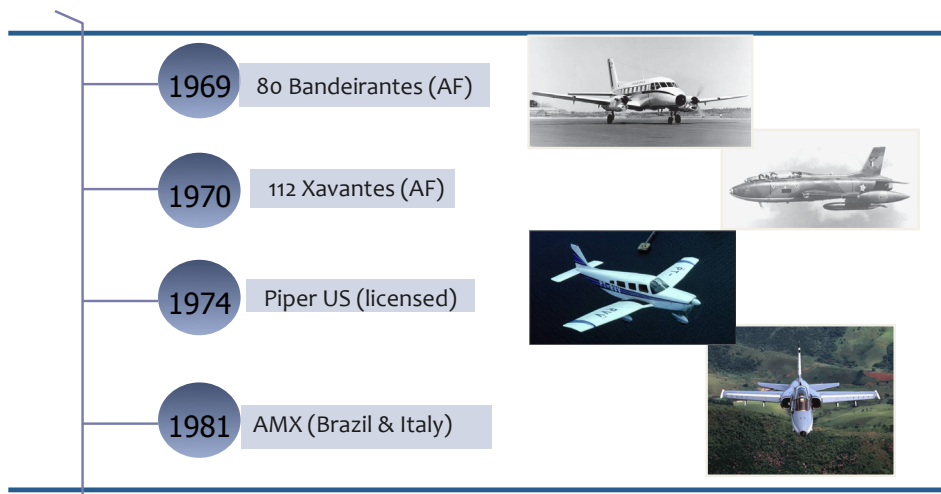 1969
80 Bandeirantes (AF)
1970
112 Xavantes (AF)
1974
Piper US (licensed)
1981
AMX (Brazil & Italy)